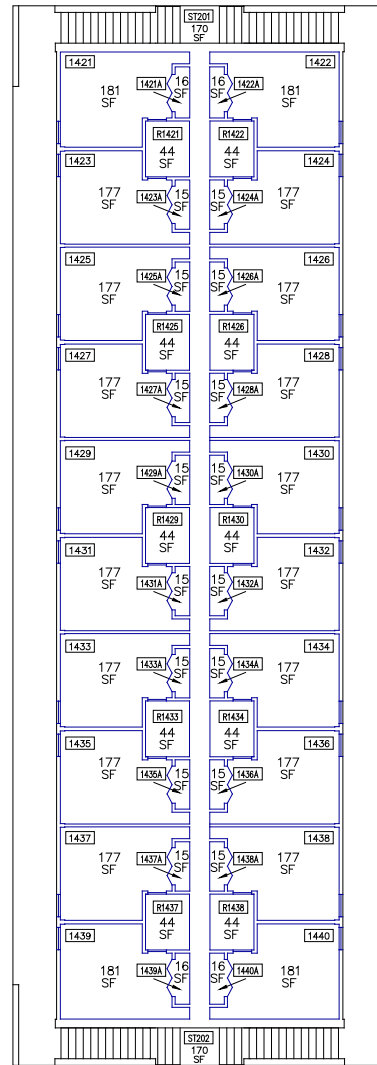 ST201
170
SF
1421
1422
181
SF
1421A
16
SF
16
SF
1422A
181
SF
R1421
44
SF
R1422
44
SF
1423
1424
177
SF
1423A
15
SF
15
SF
1424A
177
SF
1425
1426
177
SF
1425A
15
SF
15
SF
1426A
177
SF
R1425
44
SF
R1426
44
SF
1427
1428
177
SF
1427A
15
SF
15
SF
1428A
177
SF
1429
1430
177
SF
1429A
15
SF
15
SF
1430A
177
SF
R1429
44
SF
R1430
44
SF
1431
1432
177
SF
1431A
15
SF
15
SF
1432A
177
SF
1433
1434
177
SF
1433A
15
SF
15
SF
1434A
177
SF
R1433
44
SF
R1434
44
SF
1435
1436
177
SF
1435A
15
SF
15
SF
1436A
177
SF
1437
1438
177
SF
1437A
15
SF
15
SF
1438A
177
SF
R1437
44
SF
R1438
44
SF
1439
1440
181
SF
1439A
16
SF
16
SF
1440A
181
SF
ST202
170
SF